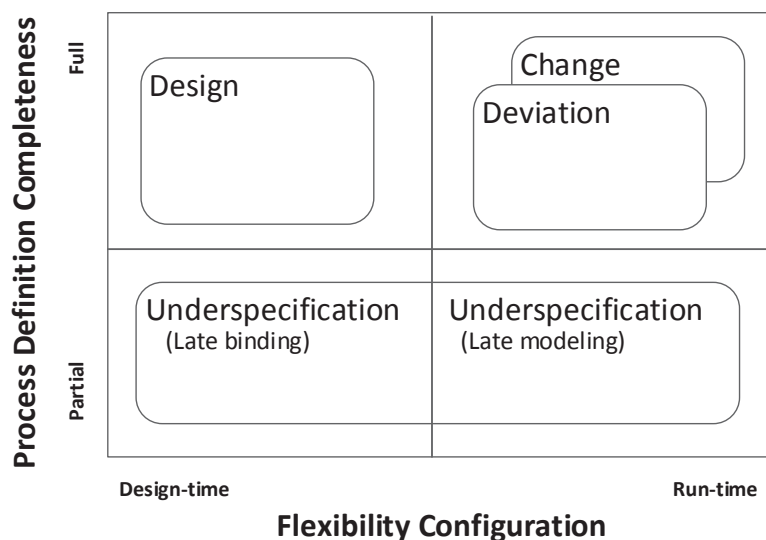 Process Definition Completeness
Full
Partial
Design
Change
Deviation
Underspecification
(Late binding)
Underspecification
(Late modeling)
Design-time
Run-time
Flexibility Configuration